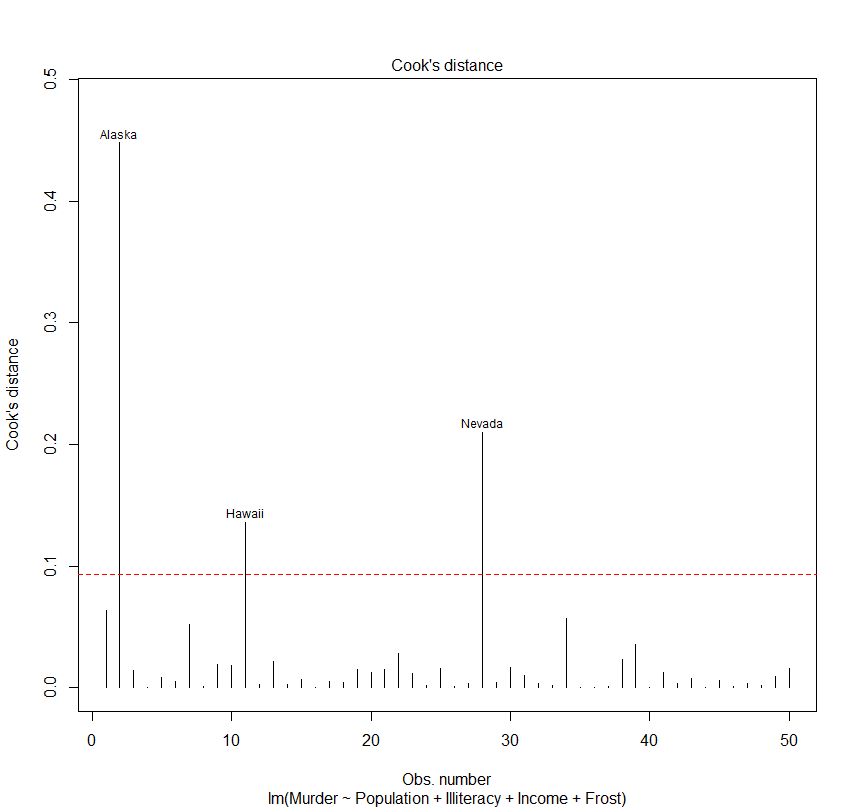 Cook's distance
0.5
Alaska
0.4
0.3
Cook's distance
Nevada
0.2
Hawaii
0.1
0.0
0 10 20 30 40 50
Obs. number
lm(Murder ~ Population + Illiteracy + Income + Frost)